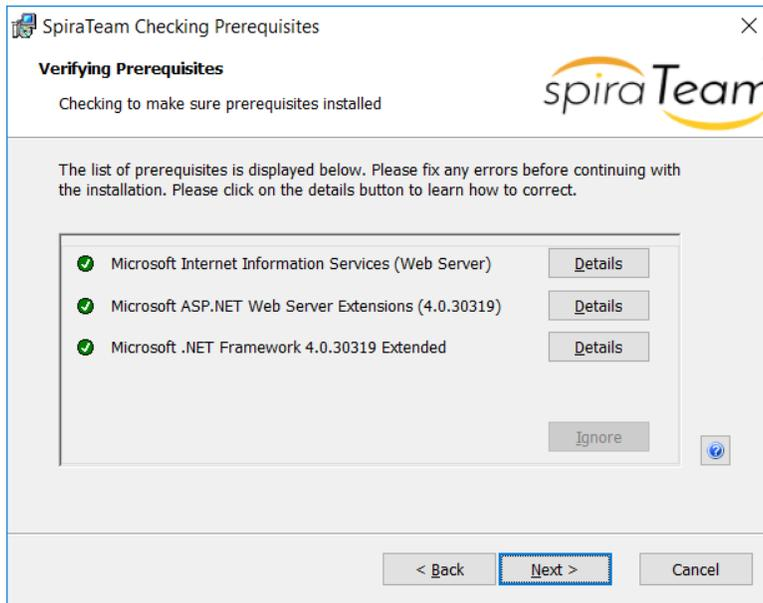 SpiraTeam Checking Prerequisites
Verifying Prerequisites
Checking to make sure prerequisites installed
spiraTeam
The list of prerequisites is displayed below. Please fix any errors before continuing with
the installation. Please click on the details button to learn how to correct.
Microsoft Internet Information Services (Web Server) Details
Microsoft ASP.NET Web Server Extensions (4.0.30319) Details
Microsoft .NET Framework 4.0.30319 Extended Details
Ignore
< Back Next > Cancel